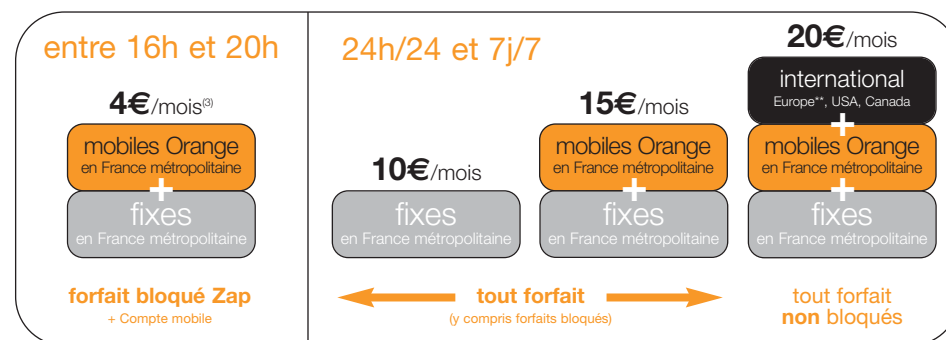 entre 16h et 20h
4€/mois(3)
mobiles Orange
en France métropolitaine
+
fixes
en France métropolitaine
forfait bloqué Zap
+ Compte mobile
24h/24 et 7j/7
10€/mois
fixes
en France métropolitaine
15€/mois
mobiles Orange
en France métropolitaine
+
fixes
en France métropolitaine
tout forfait
(y compris forfaits bloqués)
20€/mois
international
Europe**, USA, Canada
+
mobiles Orange
en France métropolitaine
+
fixes
en France métropolitaine
tout forfait
non bloqués